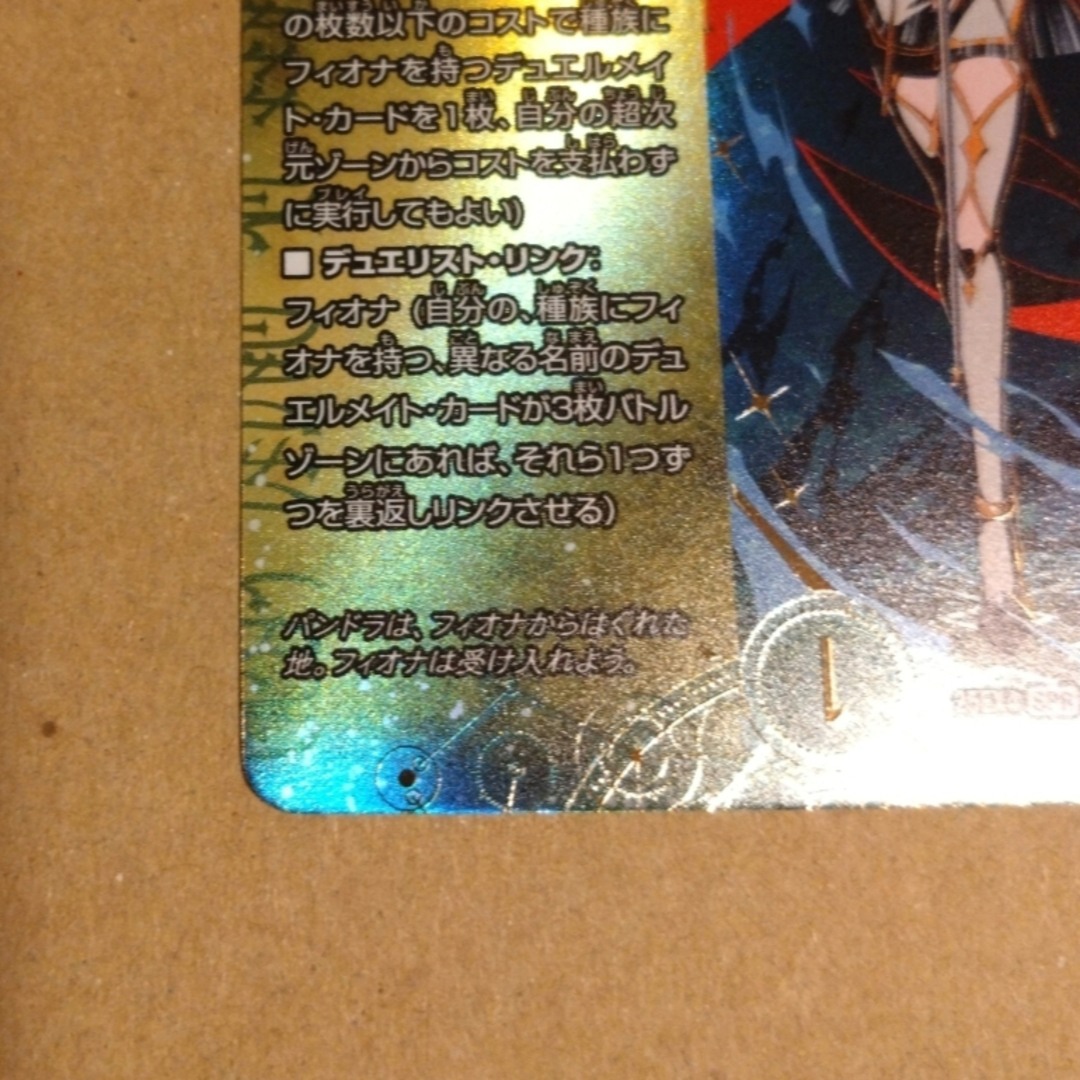 の枚数以下のコストで種族に
フィオナを持つデュエル・メイ
ト・カードを1枚、自分の超次
元ゾーンからコストを支払わず
に実行してもよい)
■ デュエリスト・リンク:
フィオナ (自分の、種族にフィ
オナを持つ、異なる名前のデュ
エルメイト・カードが3枚バトル
ゾーンにあれば、それら1つず
つを裏返しリンクさせる)
パンドラは、フィオナからはぐれた
地。フィオナは受け入れよう。
1